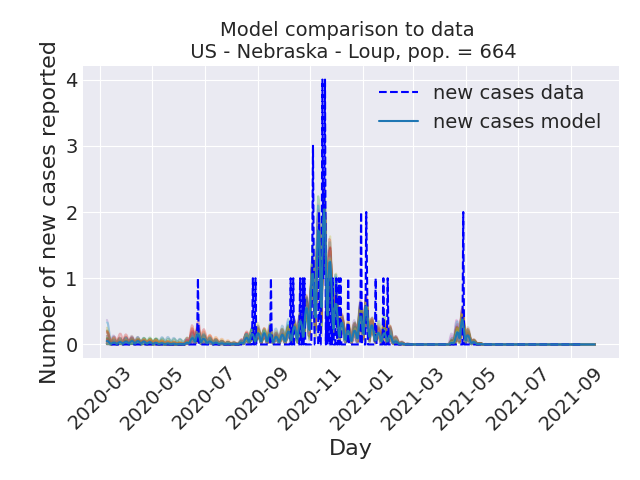 Model comparison to data
US - Nebraska - Loup, pop. = 664
Number of new cases reported
4
3
2
1
0
new cases data
new cases model
2020-03
2020-05
2020-07
2020-09
2020-11
2021-01
2021-03
2021-05
2021-07
2021-09
Day